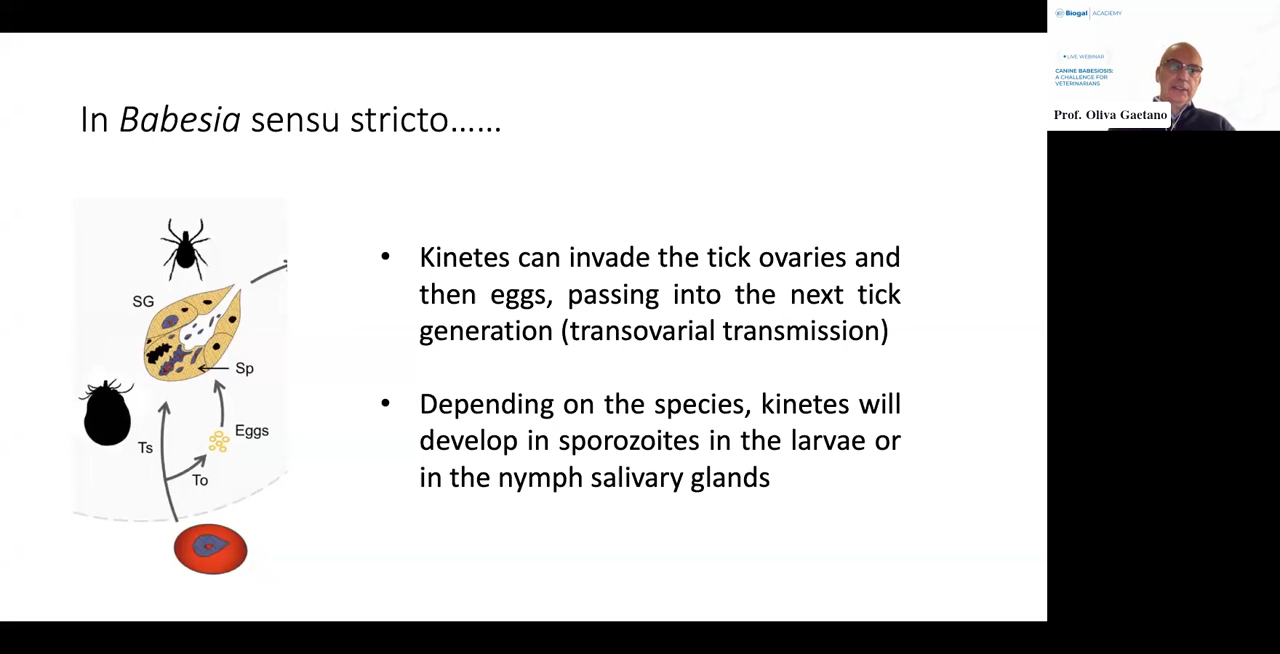 In Babesia sensu stricto......
SG
Sp
Eggs
Ts
To
• Kinetes can invade the tick ovaries and
then eggs, passing into the next tick
generation (transovarial transmission)
• Depending on the species, kinetes will
develop in sporozoites in the larvae or
in the nymph salivary glands
Biogal | ACADEMY
• LIVE WEBINAR
CANINE BABESIOSIS:
A CHALLENGE FOR
VETERINARIANS
Prof. Oliva Gaetano